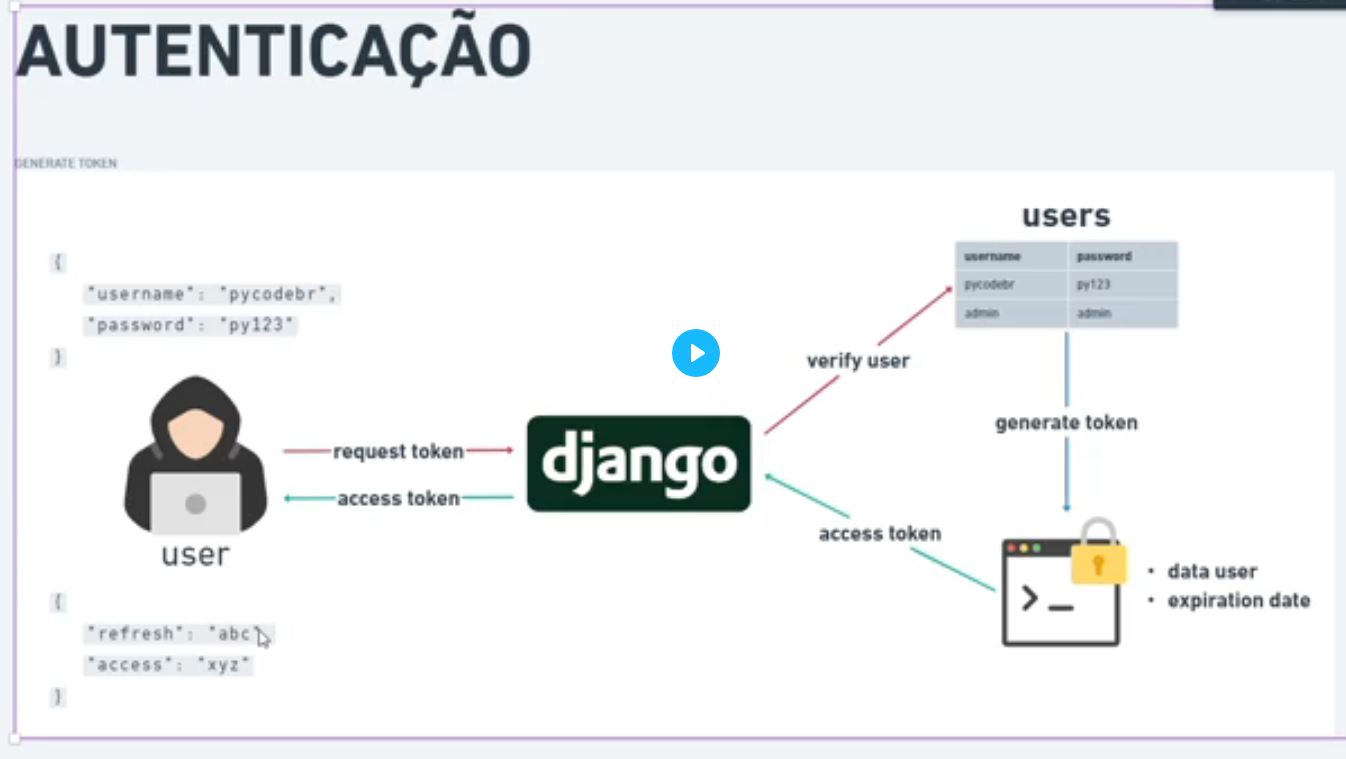 AUTENTICAÇÃO
GENERATE TOKEN
{
"username": "pycodebr",
"password": "py123"
}
user
{
"refresh": "abc",
"access": "xyz"
}
request token
access token
django
verify user
access token
users
username password
pycodebr py123
admin admin
generate token
• data user
• expiration date